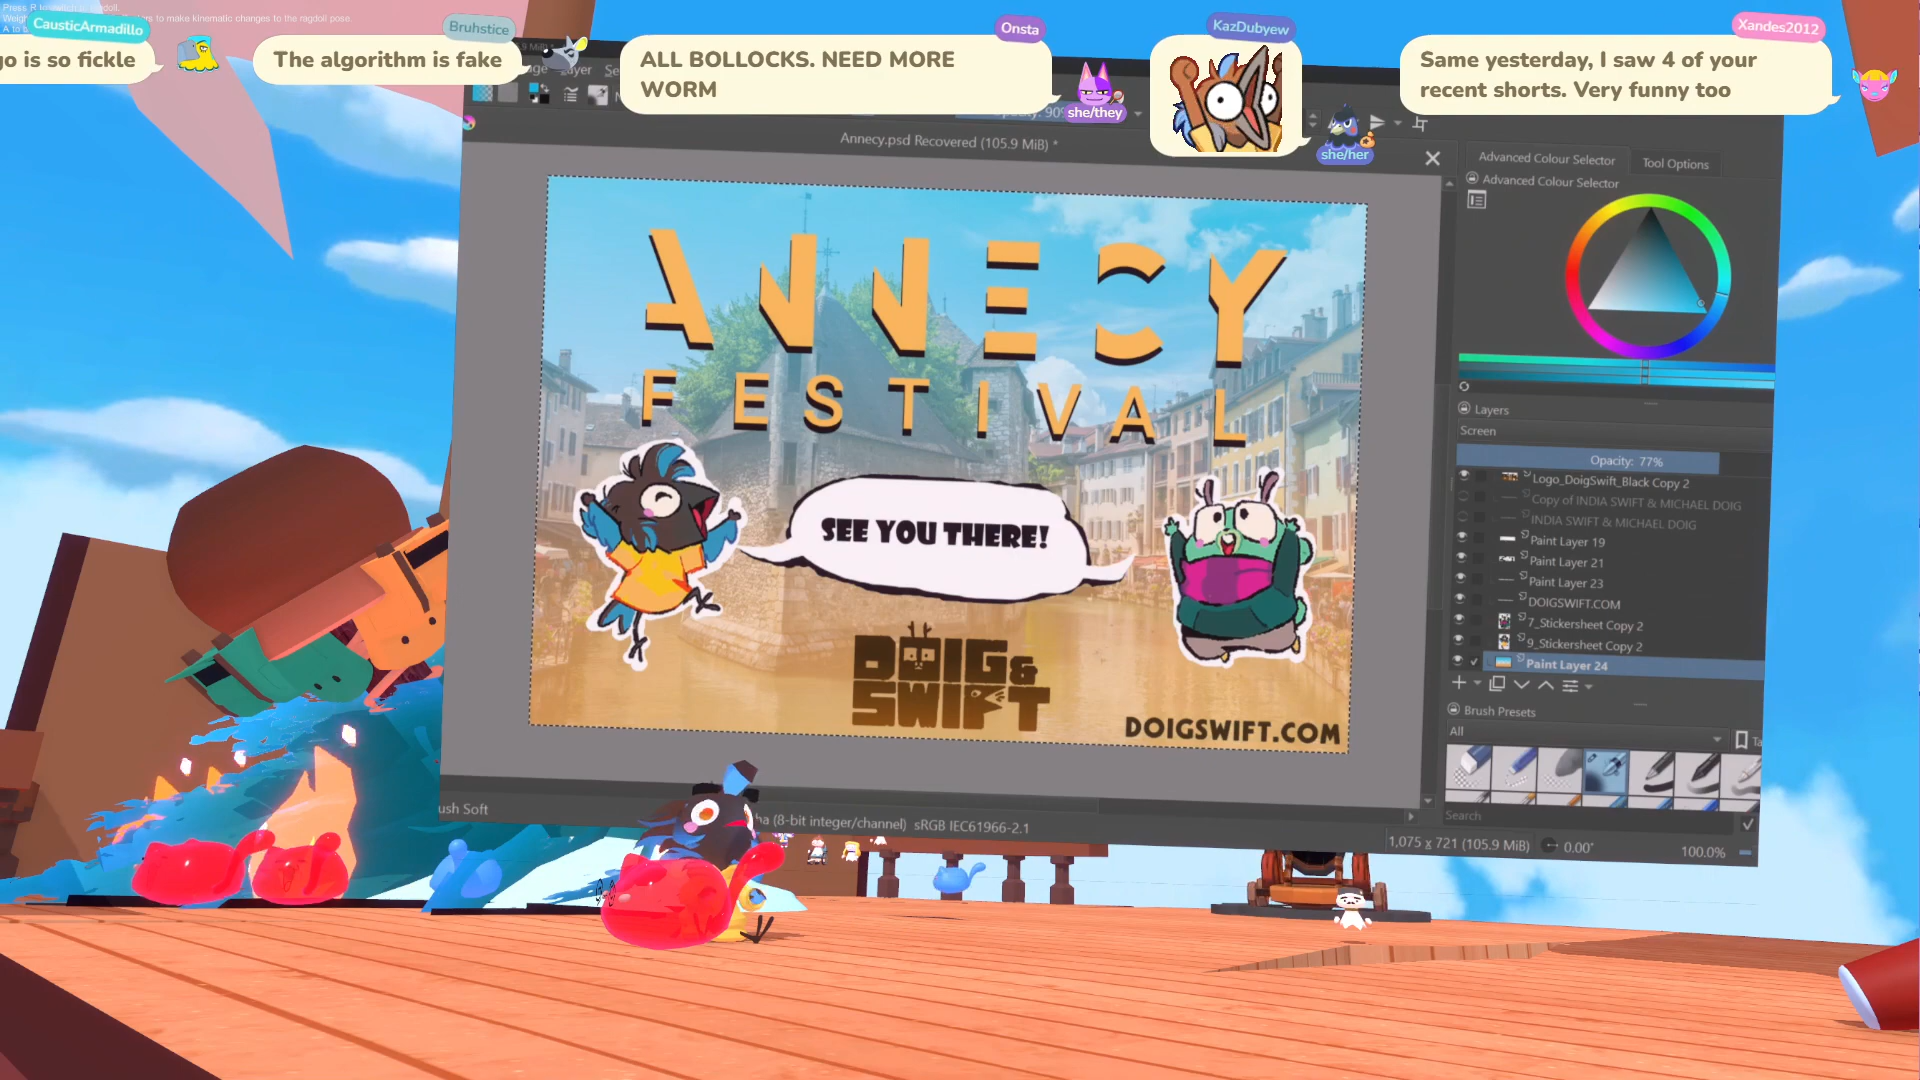 CausticArmadillo
go is so fickle
Bruhstice
The algorithm is fake
Onsta
ALL BOLLOCKS. NEED MORE
WORM
she/they
KazDubyew
she/her
Xandes2012
Same yesterday, I saw 4 of your
recent shorts. Very funny too
Annecy.psd Recovered (105.9 MiB) *
ANNECY
FESTIVAL
SEE YOU THERE!
DOIG&
SWIFT
DOIGSWIFT.COM
Advanced Colour Selector
Tool Options
Advanced Colour Selector
Layers
Screen
Opacity: 77%
Logo_DoigSwift_Black Copy 2
Copy of INDIA SWIFT & MICHAEL DOIG
INDIA SWIFT & MICHAEL DOIG
Paint Layer 19
Paint Layer 21
Paint Layer 23
DOIGSWIFT.COM
7_Stickersheet Copy 2
9_Stickersheet Copy 2
Paint Layer 24
Brush Presets
All
Ta
Search
ush Soft
ha (8-bit integer/channel) sRGB IEC61966-2.1
1,075 x 721 (105.9 MiB)
0.00°
100.0%